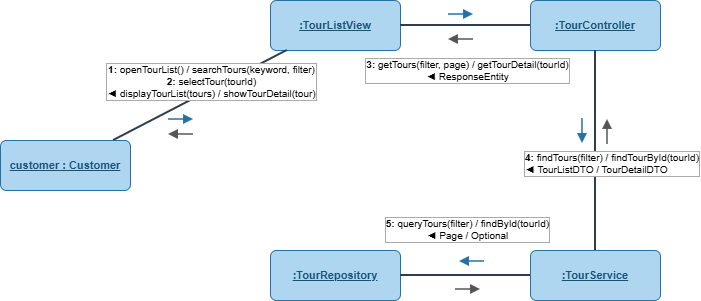 :TourListView
:TourController
1: openTourList() / searchTours(keyword, filter)
2: selectTour(tourId)
◄ displayTourList(tours) / showTourDetail(tour)
3: getTours(filter, page) / getTourDetail(tourId)
◄ ResponseEntity
customer : Customer
4: findTours(filter) / findTourById(tourId)
◄ TourListDTO / TourDetailDTO
5: queryTours(filter) / findById(tourId)
◄ Page / Optional
:TourRepository
:TourService